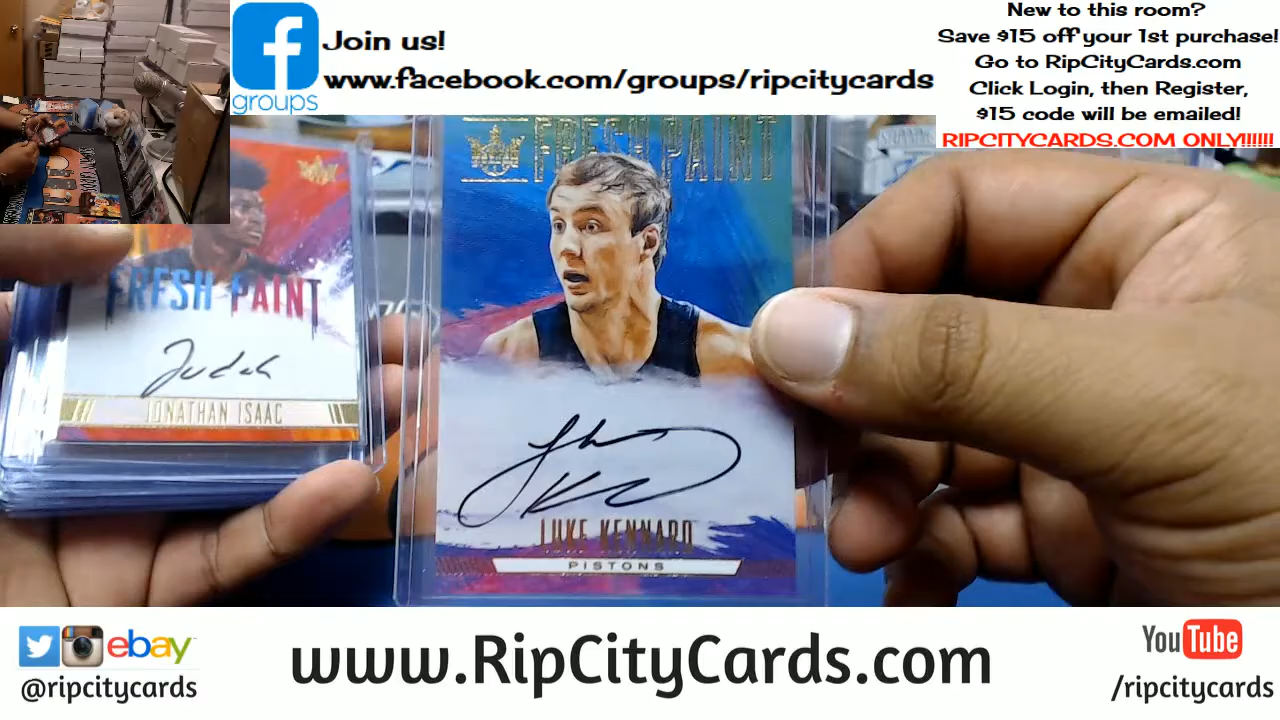 Join us!
www.facebook.com/groups/ripcitycards
groups
New to this room?
Save $15 off your 1st purchase!
Go to RipCityCards.com
Click Login, then Register,
$15 code will be emailed!
RIPCITYCARDS.COM ONLY!!!!!!
FRESH PAINT
Judah
JONATHAN ISAAC
FRESH PAINT
LUKE KENNARD
PISTONS
ebay
@ripcitycards
www.RipCityCards.com
YouTube
/ripcitycards